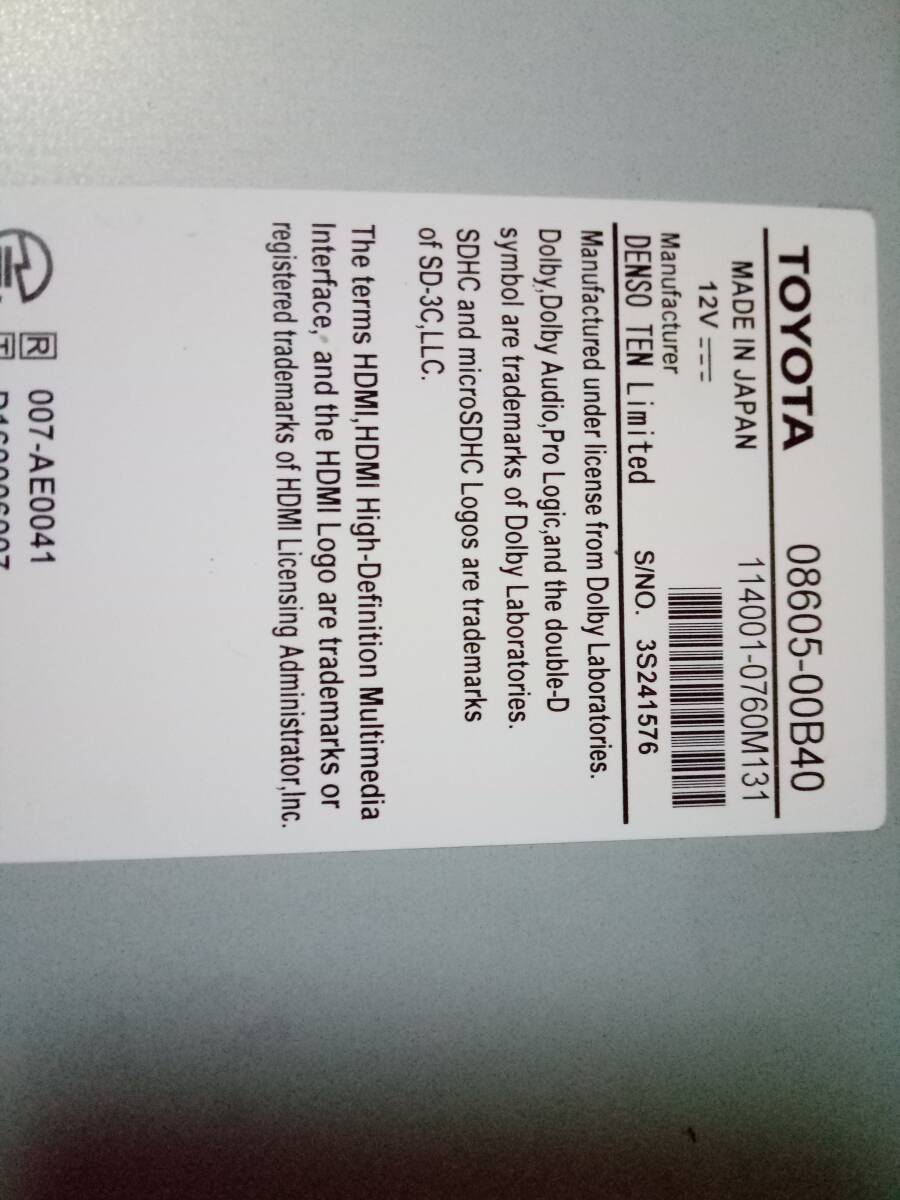 TOYOTA 08605-00B40
MADE IN JAPAN 114001-0760M131
12V
Manufacturer
DENSO TEN Limited S/NO. 3S241576
Manufactured under license from Dolby Laboratories.
Dolby,Dolby Audio,Pro Logic,and the double-D
symbol are trademarks of Dolby Laboratories.
SDHC and microSDHC Logos are trademarks
of SD-3C,LLC.
The terms HDMI,HDMI High-Definition Multimedia
Interface, and the HDMI Logo are trademarks or
registered trademarks of HDMI Licensing Administrator,Inc.
R 007-AE0041
T